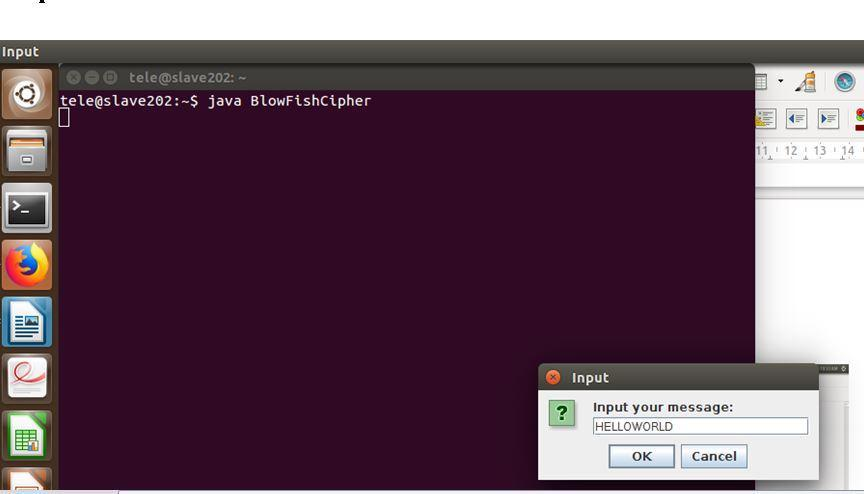 Input
tele@slave202: ~
tele@slave202:~$ java BlowFishCipher
11 12 13 14
Input
Input your message:
HELLOWORLD
OK Cancel